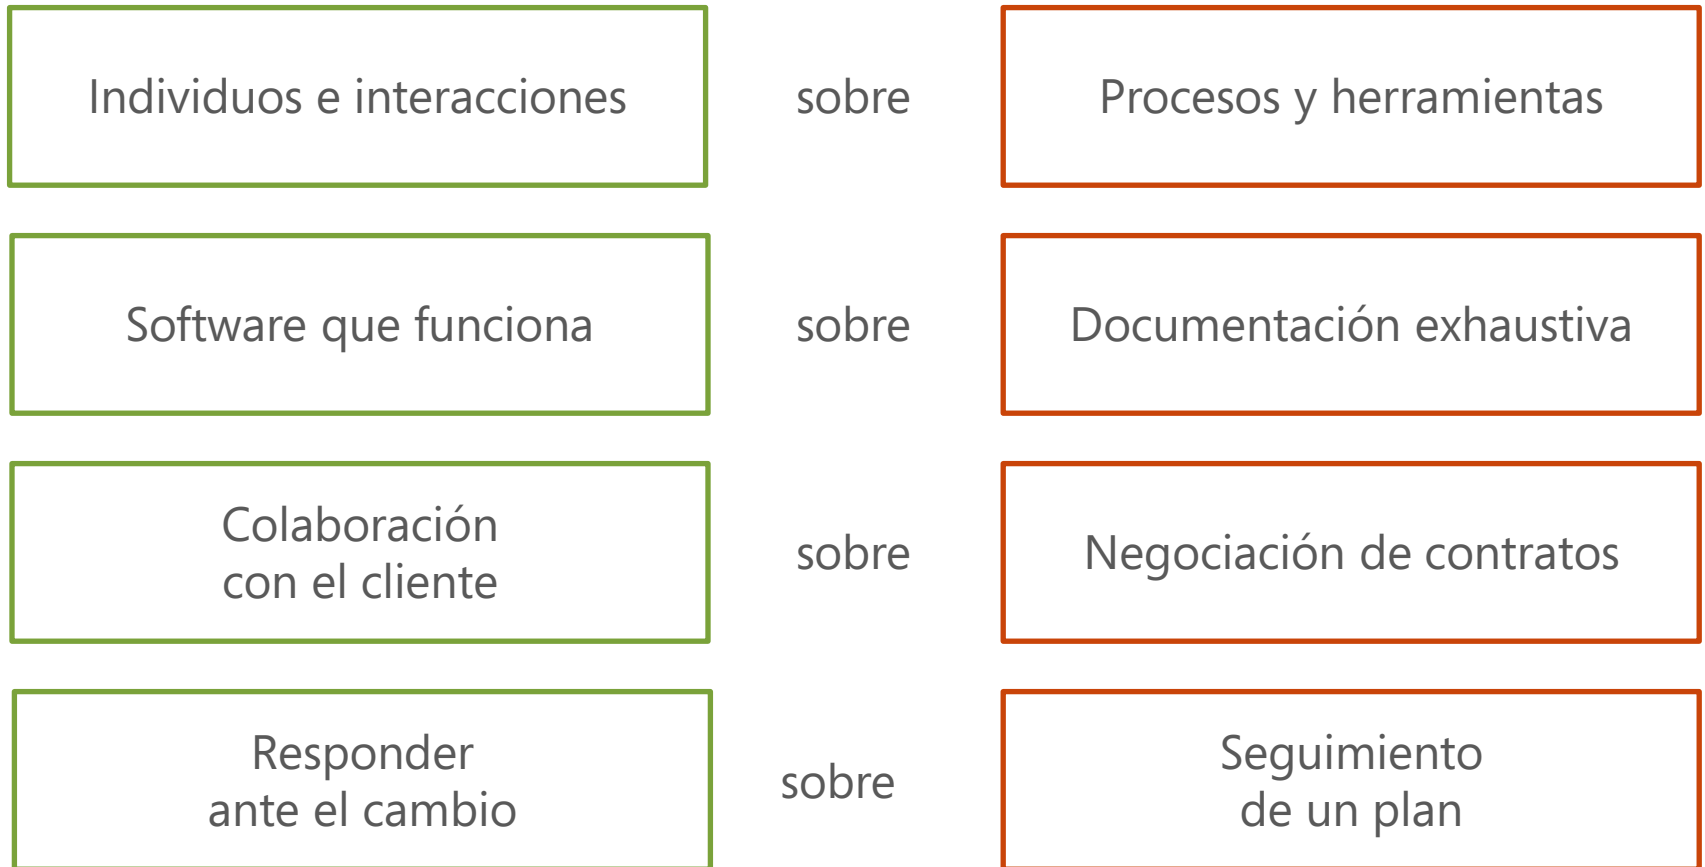 Individuos e interacciones
sobre
Procesos y herramientas
Software que funciona
sobre
Documentación exhaustiva
Colaboración
con el cliente
sobre
Negociación de contratos
Responder
ante el cambio
sobre
Seguimiento
de un plan